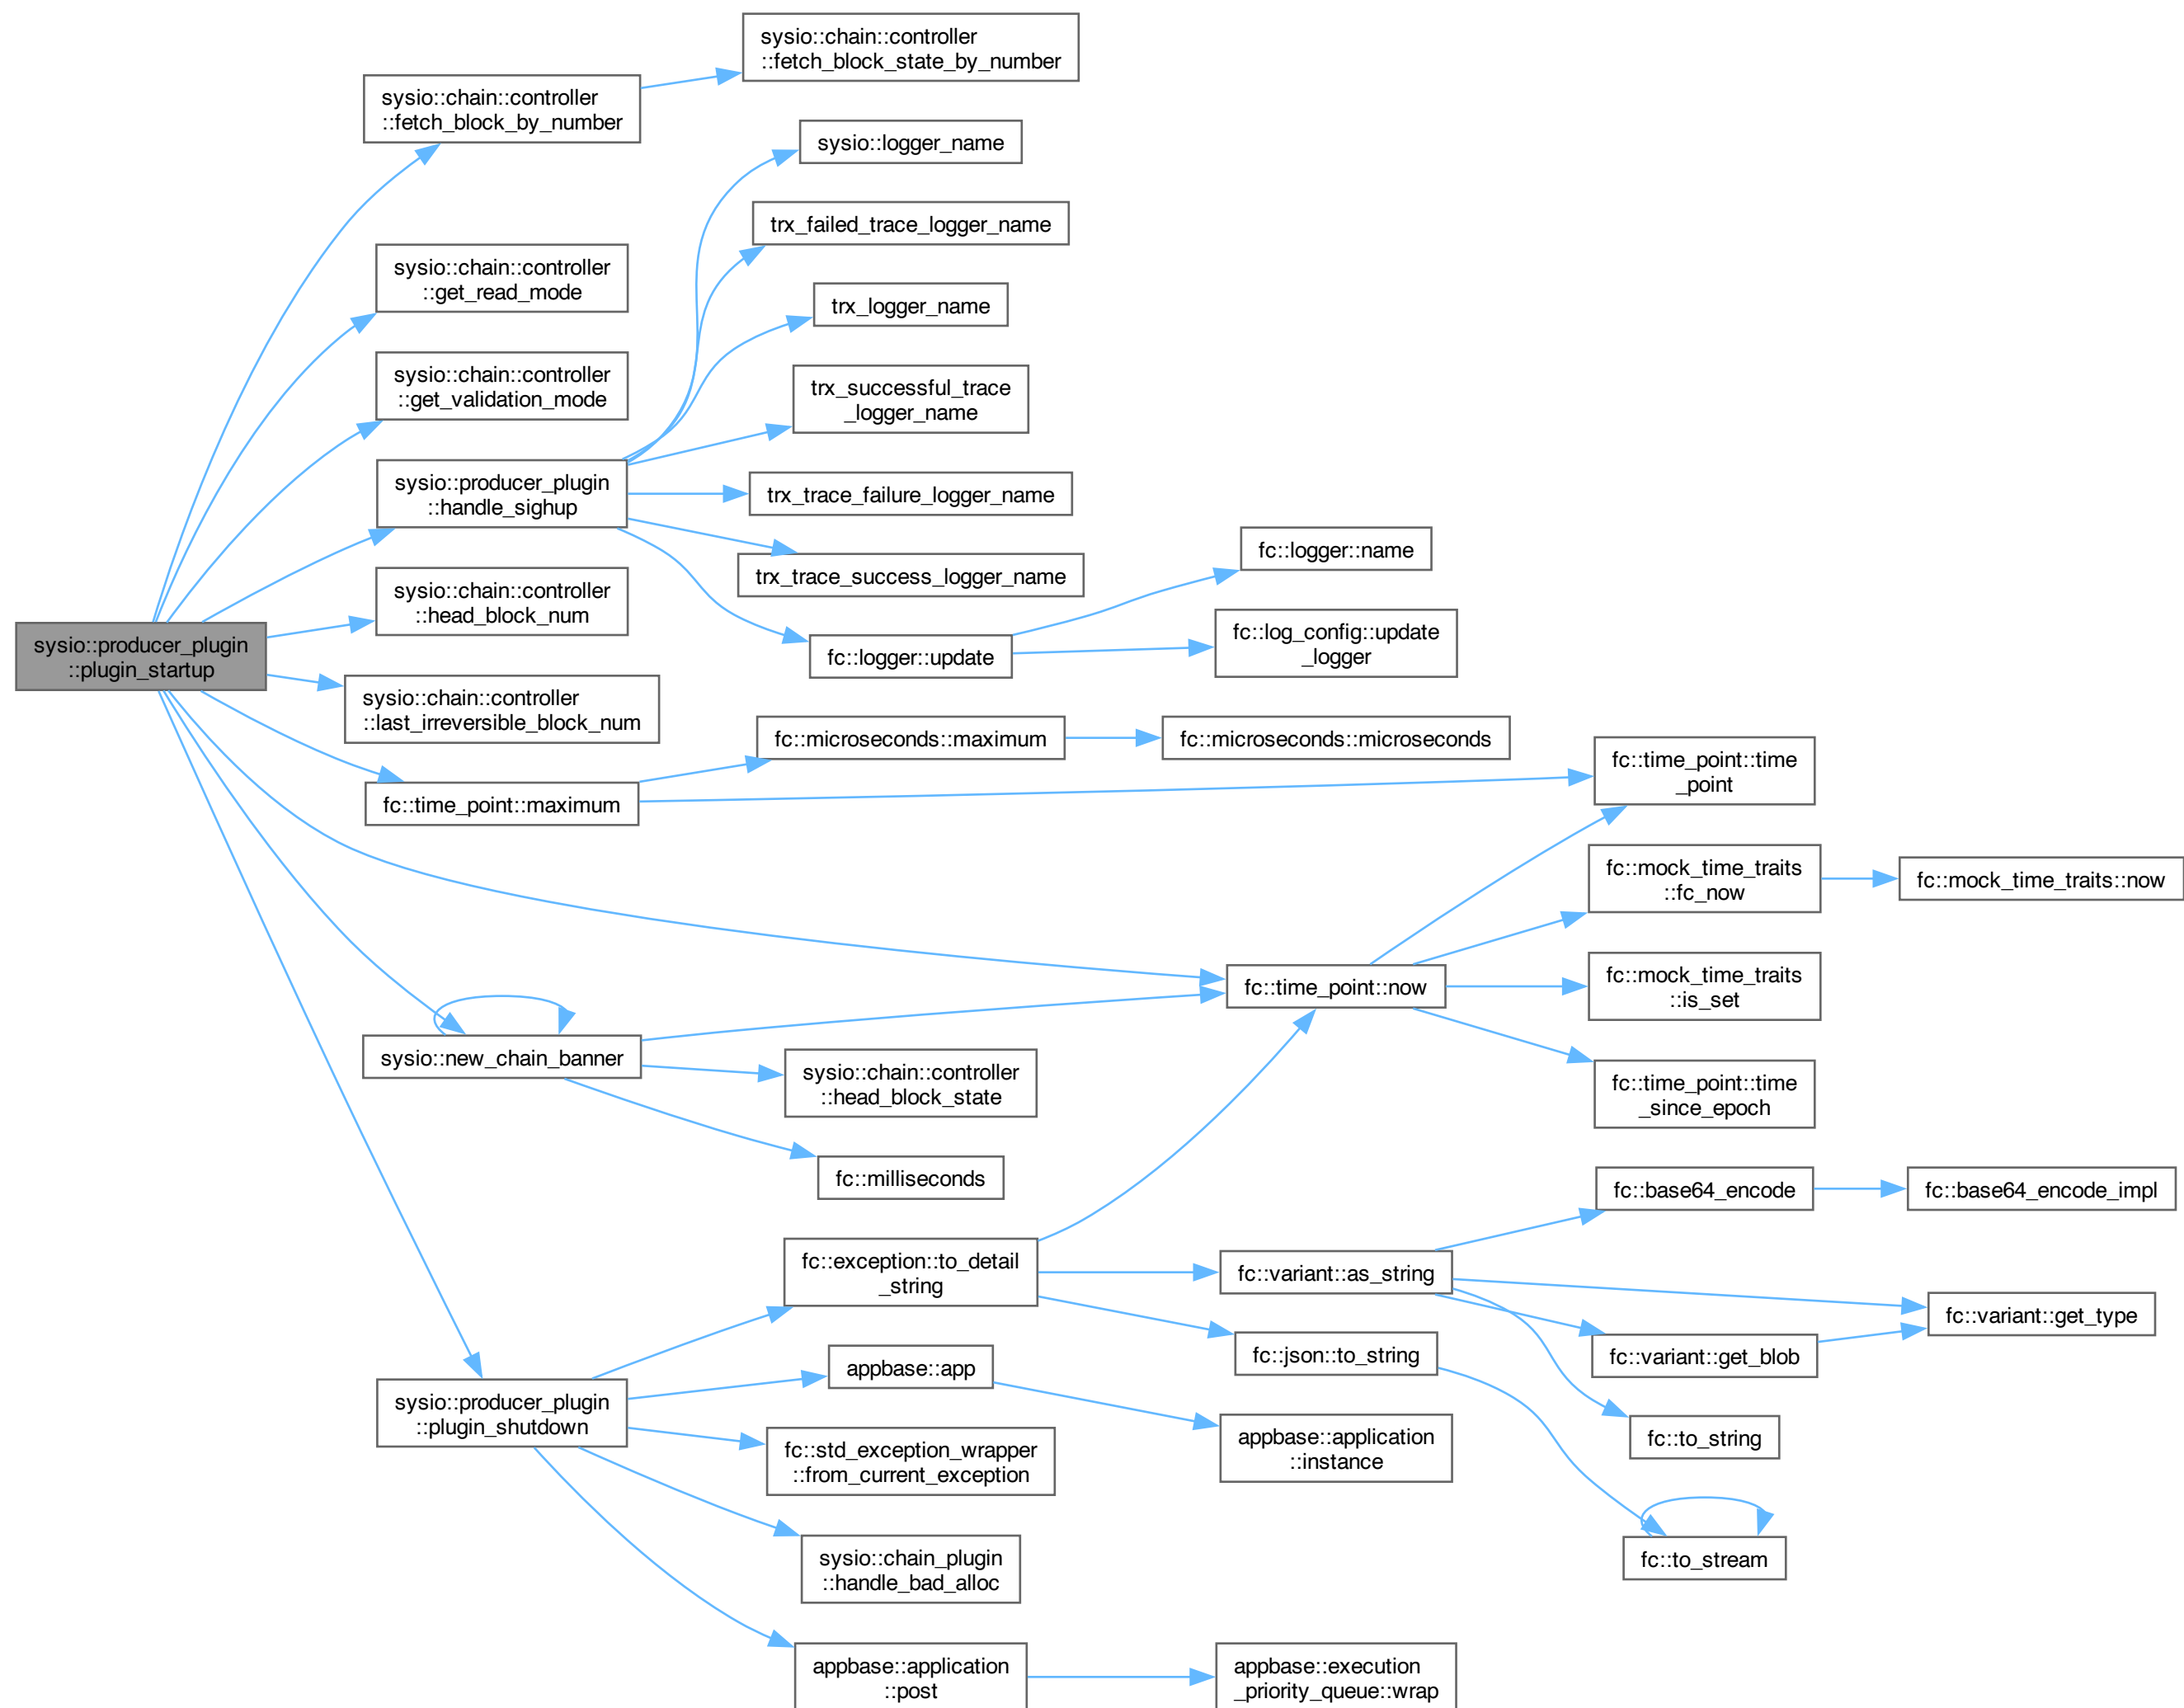 sysio::chain::controller
::fetch_block_state_by_number
sysio::chain::controller
::fetch_block_by_number
sysio::logger_name
trx_failed_trace_logger_name
sysio::chain::controller
::get_read_mode
trx_logger_name
sysio::chain::controller
::get_validation_mode
trx_successful_trace
_logger_name
sysio::producer_plugin
::handle_sighup
trx_trace_failure_logger_name
fc::logger::name
trx_trace_success_logger_name
sysio::chain::controller
::head_block_num
sysio::producer_plugin
::plugin_startup
fc::logger::update
fc::log_config::update
_logger
sysio::chain::controller
::last_irreversible_block_num
fc::microseconds::maximum
fc::microseconds::microseconds
fc::time_point::time
_point
fc::time_point::maximum
fc::mock_time_traits
::fc_now
fc::mock_time_traits::now
fc::time_point::now
fc::mock_time_traits
::is_set
sysio::new_chain_banner
sysio::chain::controller
::head_block_state
fc::time_point::time
_since_epoch
fc::milliseconds
fc::base64_encode
fc::base64_encode_impl
fc::exception::to_detail
_string
fc::variant::as_string
fc::variant::get_type
fc::json::to_string
fc::variant::get_blob
appbase::app
sysio::producer_plugin
::plugin_shutdown
fc::to_string
appbase::application
::instance
fc::std_exception_wrapper
::from_current_exception
fc::to_stream
sysio::chain_plugin
::handle_bad_alloc
appbase::application
::post
appbase::execution
_priority_queue::wrap